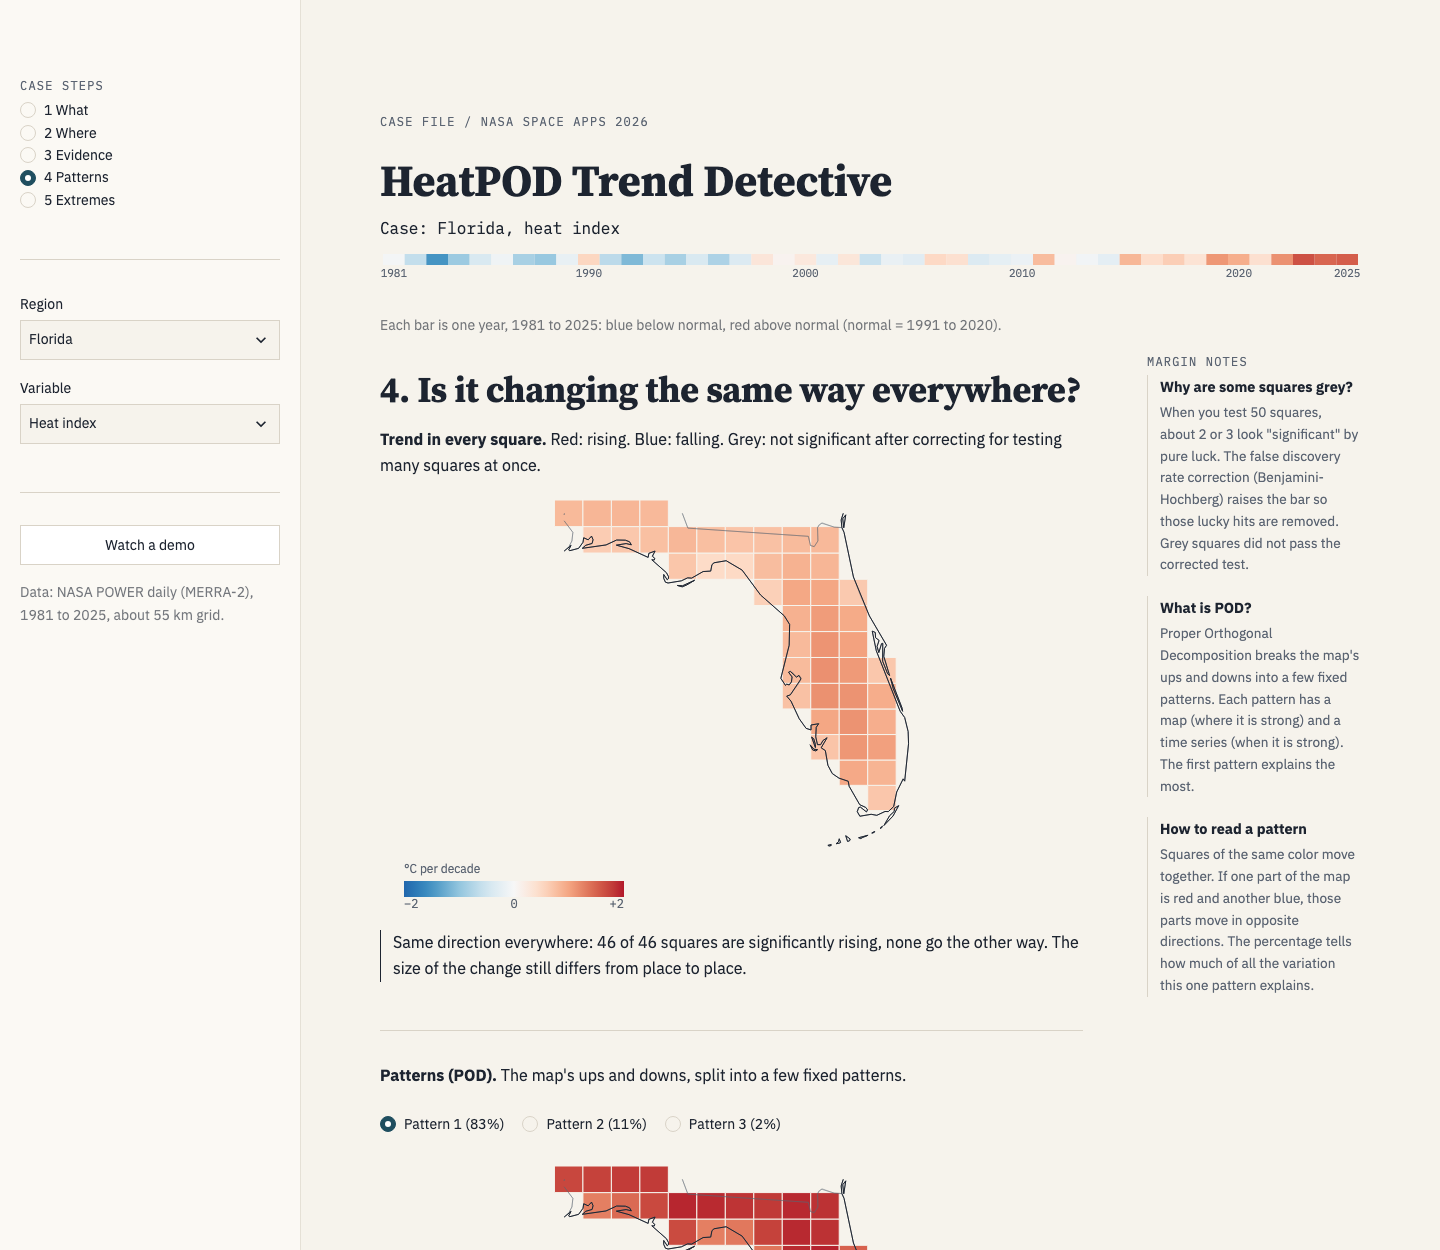 CASE STEPS
1 What
2 Where
3 Evidence
4 Patterns
5 Extremes
Region
Florida
Variable
Heat index
Watch a demo
Data: NASA POWER daily (MERRA-2),
1981 to 2025, about 55 km grid.
CASE FILE / NASA SPACE APPS 2026
HeatPOD Trend Detective
Case: Florida, heat index
1981 1990 2000 2010 2020 2025
Each bar is one year, 1981 to 2025: blue below normal, red above normal (normal = 1991 to 2020).
4. Is it changing the same way everywhere?
Trend in every square. Red: rising. Blue: falling. Grey: not significant after correcting for testing
many squares at once.
°C per decade
−2 0 +2
Same direction everywhere: 46 of 46 squares are significantly rising, none go the other way. The
size of the change still differs from place to place.
Patterns (POD). The map's ups and downs, split into a few fixed patterns.
Pattern 1 (83%) Pattern 2 (11%) Pattern 3 (2%)
MARGIN NOTES
Why are some squares grey?
When you test 50 squares,
about 2 or 3 look "significant" by
pure luck. The false discovery
rate correction (Benjamini-
Hochberg) raises the bar so
those lucky hits are removed.
Grey squares did not pass the
corrected test.
What is POD?
Proper Orthogonal
Decomposition breaks the map's
ups and downs into a few fixed
patterns. Each pattern has a
map (where it is strong) and a
time series (when it is strong).
The first pattern explains the
most.
How to read a pattern
Squares of the same color move
together. If one part of the map
is red and another blue, those
parts move in opposite
directions. The percentage tells
how much of all the variation
this one pattern explains.